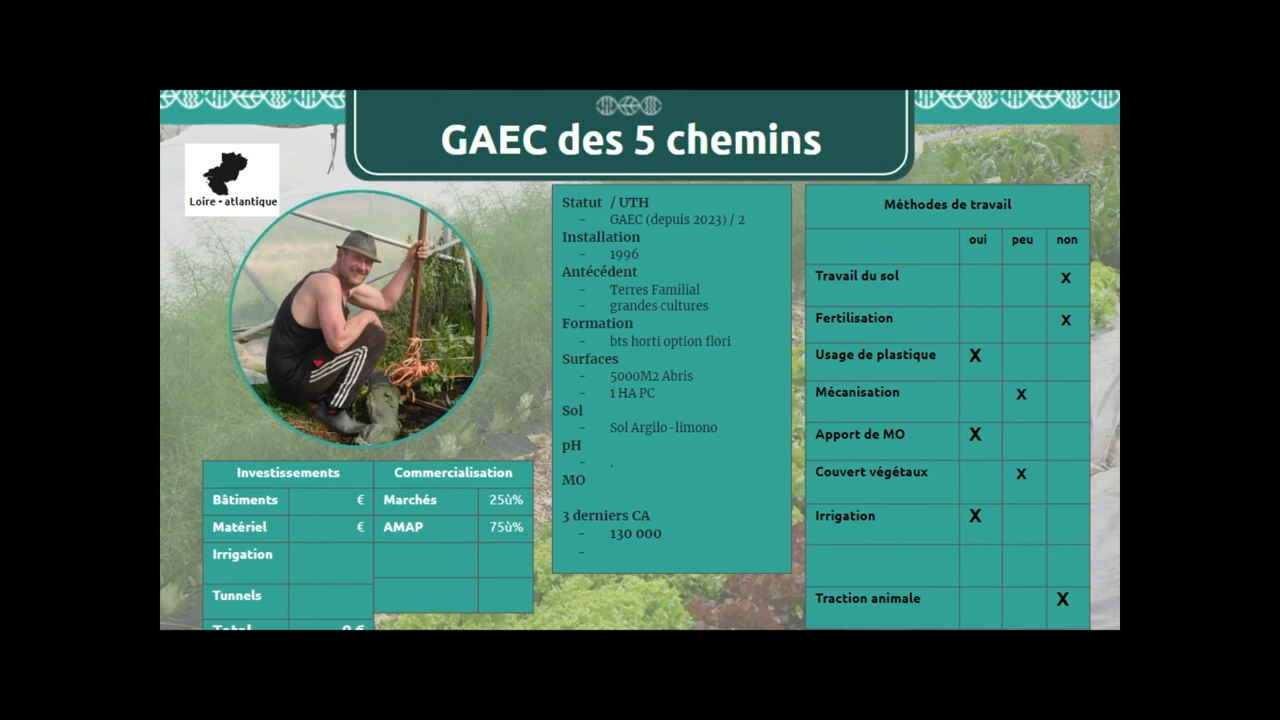 GAEC des 5 chemins
Loire - atlantique
Statut / UTH
- GAEC (depuis 2023) / 2
Installation
- 1996
Antécédent
- Terres Familial
- grandes cultures
Formation
- bts horti option flori
Surfaces
- 5000M2 Abris
- 1 HA PC
Sol
- Sol Argilo-limono
pH
- .
MO
3 derniers CA
- 130 000
-
Investissements
Bâtiments €
Matériel €
Irrigation
Tunnels
Total 0 €
Commercialisation
Marchés 25ù%
AMAP 75ù%
Méthodes de travail
oui peu non
Travail du sol x
Fertilisation x
Usage de plastique X
Mécanisation x
Apport de MO X
Couvert végétaux x
Irrigation X
Traction animale X